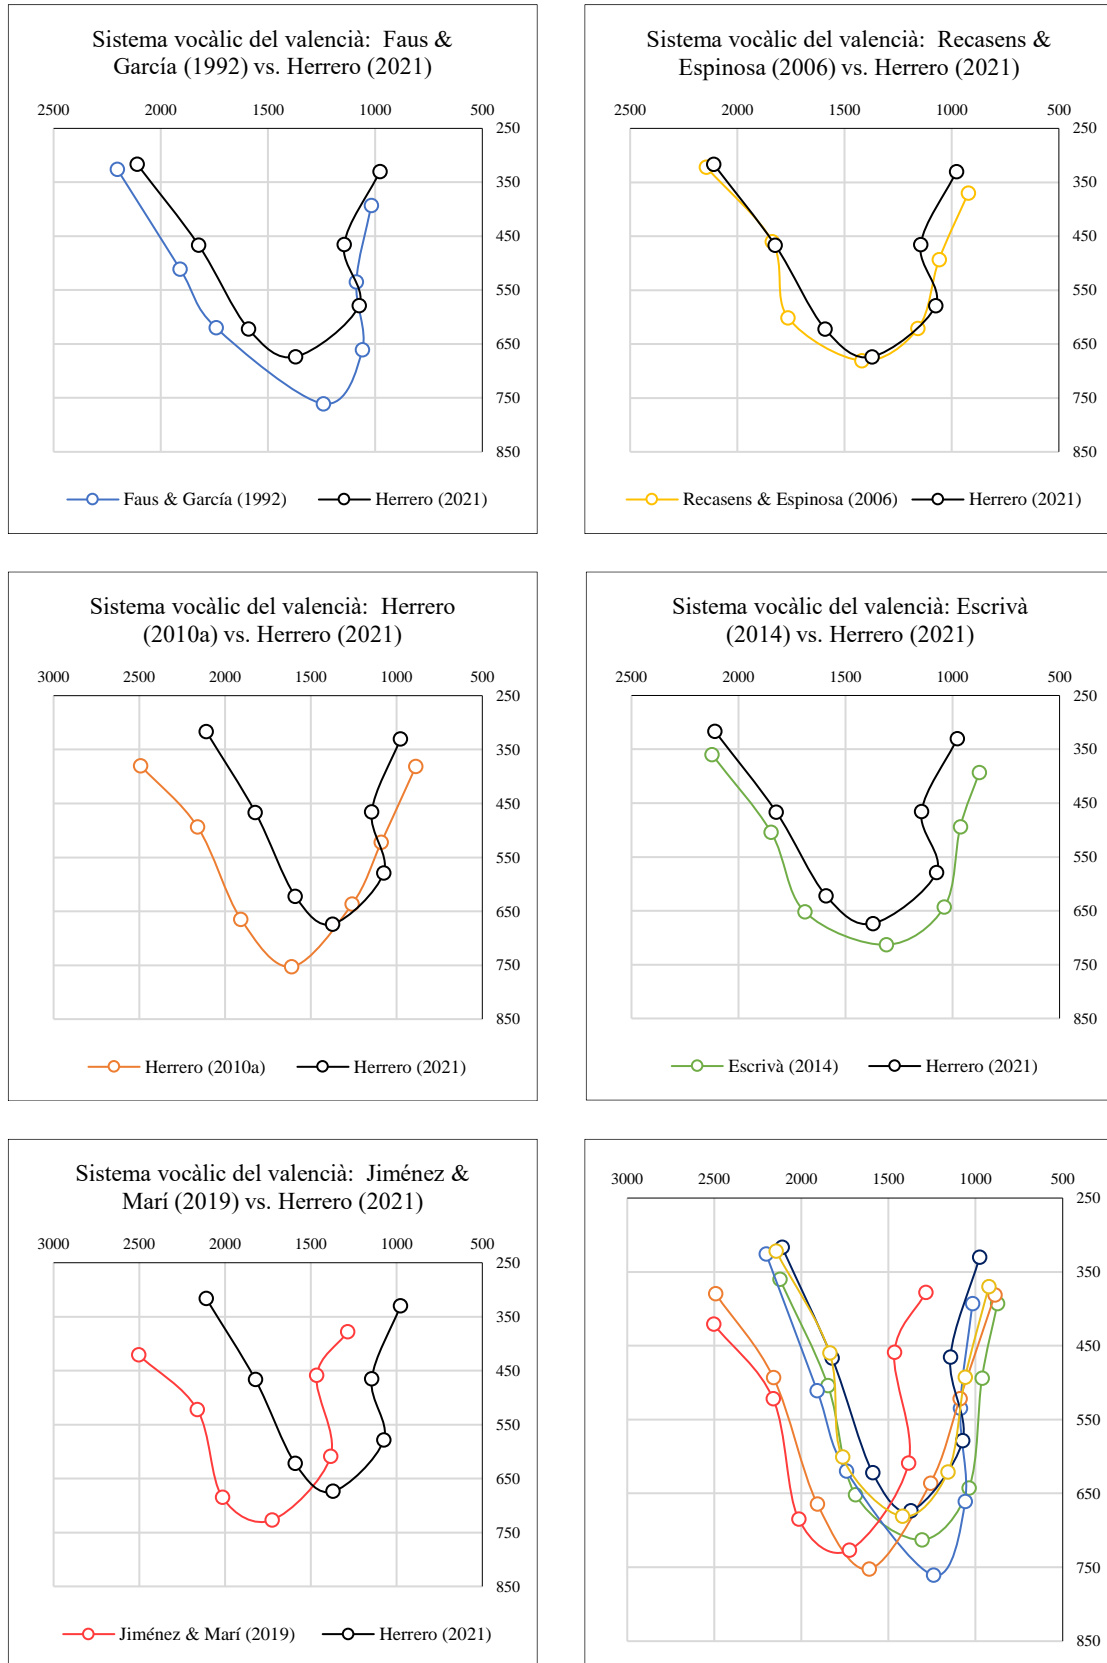 Sistema vocàlic del valencià: Faus &
García (1992) vs. Herrero (2021)
2500 2000 1500 1000 500
250
350
450
550
650
750
850
Faus & García (1992) Herrero (2021)
Sistema vocàlic del valencià: Recasens &
Espinosa (2006) vs. Herrero (2021)
2500 2000 1500 1000 500
250
350
450
550
650
750
850
Recasens & Espinosa (2006) Herrero (2021)
Sistema vocàlic del valencià: Herrero
(2010a) vs. Herrero (2021)
3000 2500 2000 1500 1000 500
250
350
450
550
650
750
850
Herrero (2010a) Herrero (2021)
Sistema vocàlic del valencià: Escrivà
(2014) vs. Herrero (2021)
2500 2000 1500 1000 500
250
350
450
550
650
750
850
Escrivà (2014) Herrero (2021)
Sistema vocàlic del valencià: Jiménez &
Marí (2019) vs. Herrero (2021)
3000 2500 2000 1500 1000 500
250
350
450
550
650
750
850
Jiménez & Marí (2019) Herrero (2021)
3000 2500 2000 1500 1000 500
250
350
450
550
650
750
850